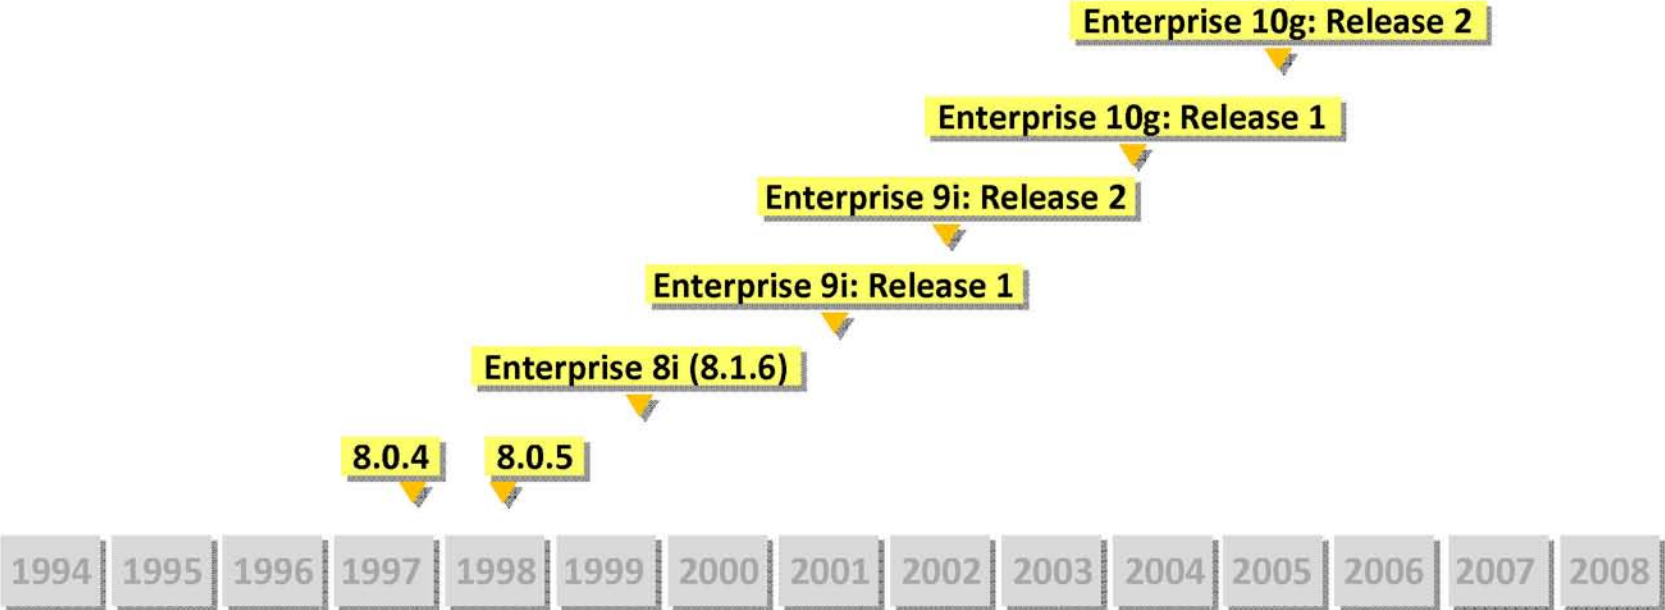 Enterprise 10g: Release 2
Enterprise 10g: Release 1
Enterprise 9i: Release 2
Enterprise 9i: Release 1
Enterprise 8i (8.1.6)
8.0.4 8.0.5
1994 1995 1996 1997 1998 1999 2000 2001 2002 2003 2004 2005 2006 2007 2008